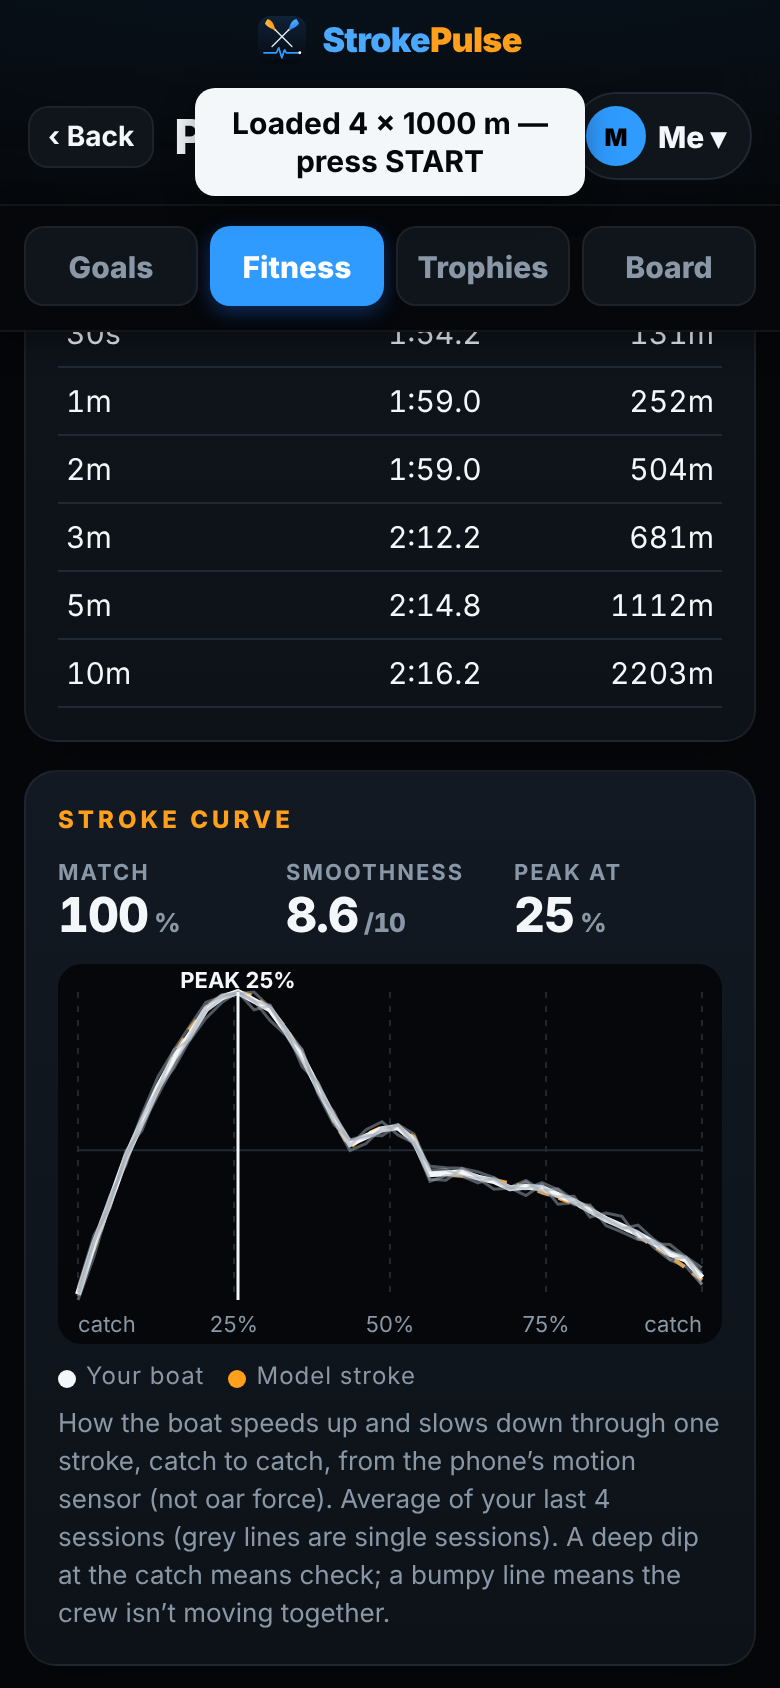 StrokePulse
‹ Back
Loaded 4 × 1000 m —
press START
M
Me ▾
Goals
Fitness
Trophies
Board
30s 1:54.2 131m
1m 1:59.0 252m
2m 1:59.0 504m
3m 2:12.2 681m
5m 2:14.8 1112m
10m 2:16.2 2203m
STROKE CURVE
MATCH SMOOTHNESS PEAK AT
100 % 8.6 /10 25 %
PEAK 25%
catch 25% 50% 75% catch
Your boat Model stroke
How the boat speeds up and slows down through one
stroke, catch to catch, from the phone’s motion
sensor (not oar force). Average of your last 4
sessions (grey lines are single sessions). A deep dip
at the catch means check; a bumpy line means the
crew isn’t moving together.